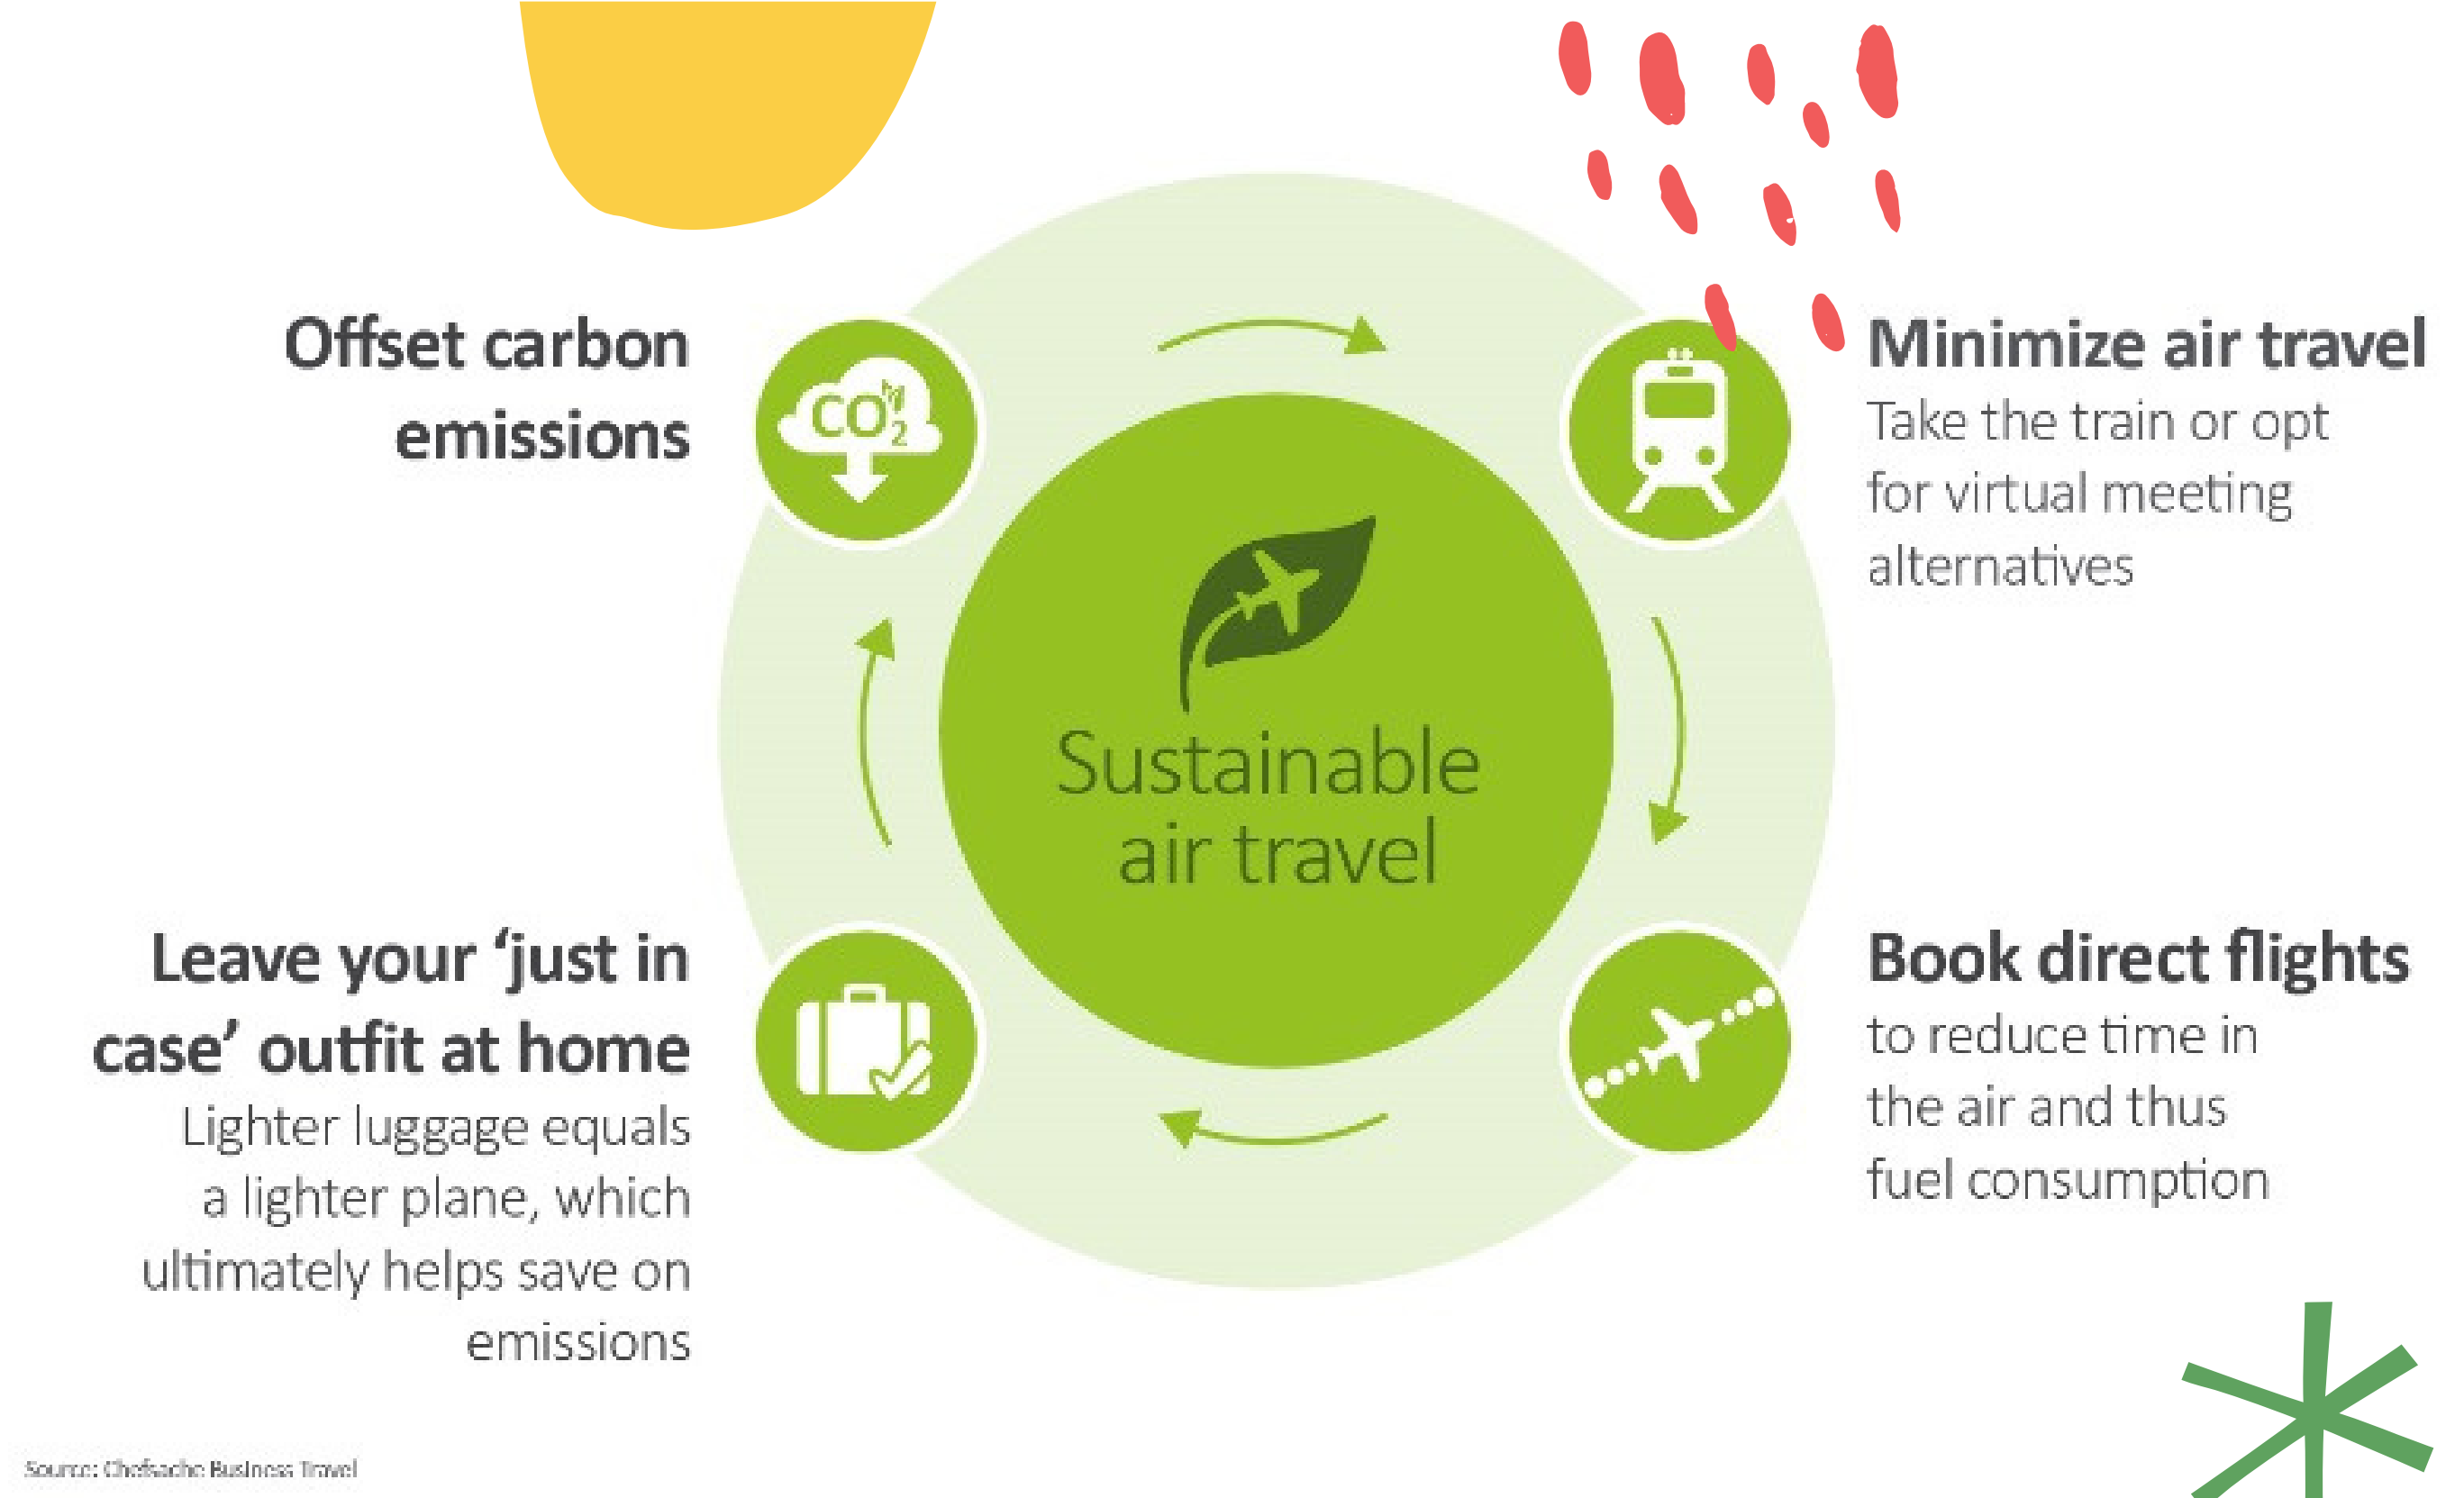 Offset carbon
emissions
CO2
Minimize air travel
Take the train or opt
for virtual meeting
alternatives
Sustainable
air travel
Leave your ‘just in
case’ outfit at home
Lighter luggage equals
a lighter plane, which
ultimately helps save on
emissions
Book direct flights
to reduce time in
the air and thus
fuel consumption
Source: Chefsache Business Travel